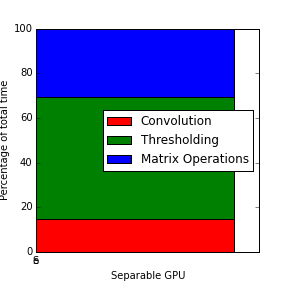 100
80
60
40
20
0
Percentage of total time
Convolution
Thresholding
Matrix Operations
Separable GPU